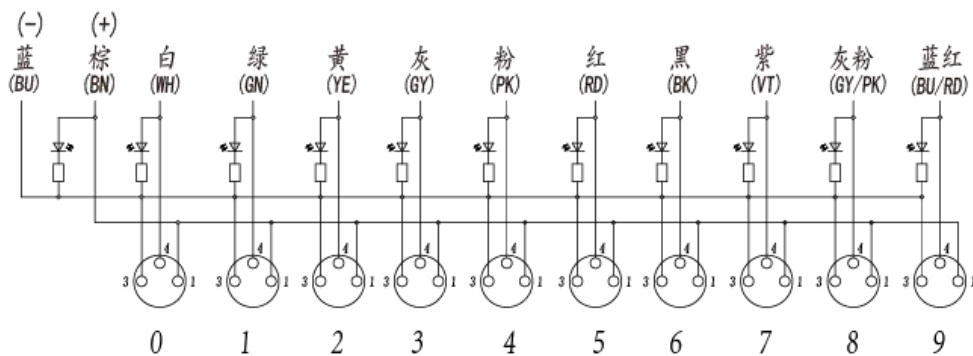 (-) (+)
蓝 棕 白 绿 黄 灰 粉 红 黑 紫 灰粉 蓝红
(BU) (BN) (WH) (GN) (YE) (GY) (PK) (RD) (BK) (VT) (GY/PK) (BU/RD)
4 4 4 4 4 4 4 4 4 4
3 1 3 1 3 1 3 1 3 1 3 1 3 1 3 1 3 1 3 1
0 1 2 3 4 5 6 7 8 9